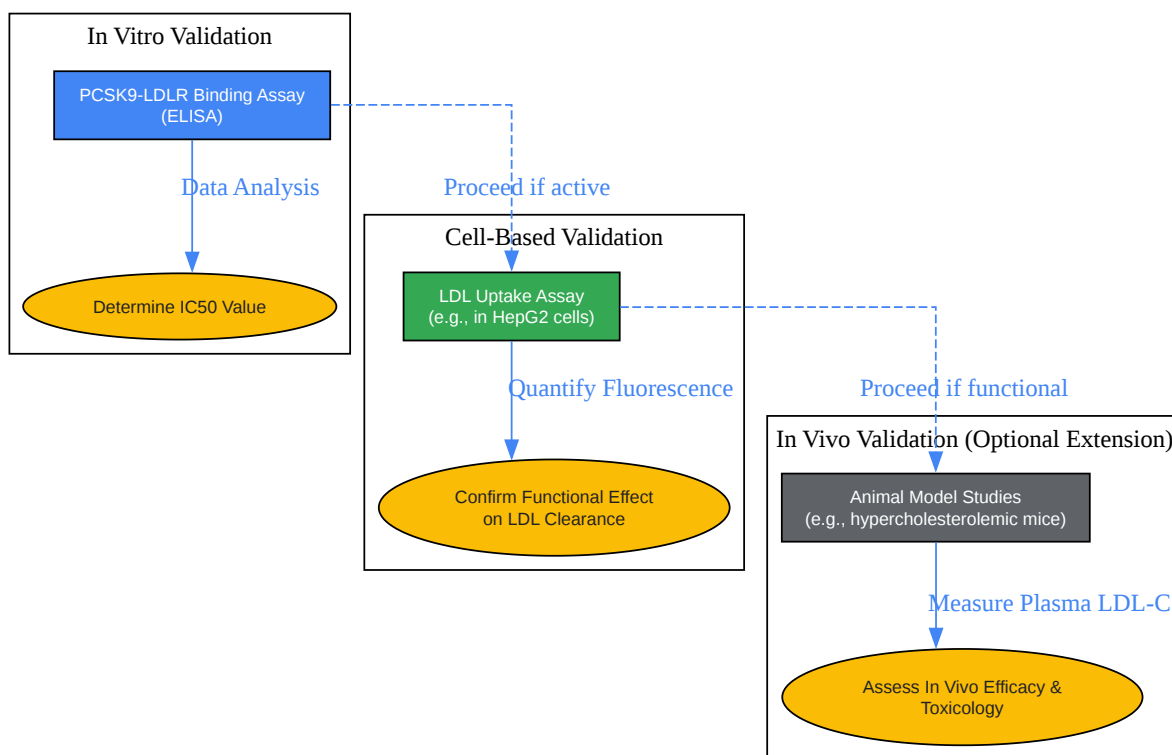 In Vitro Validation
PCSK9-LDLR Binding Assay
(ELISA)
Data Analysis
Proceed if active
Determine IC50 Value
Cell-Based Validation
LDL Uptake Assay
(e.g., in HepG2 cells)
Quantify Fluorescence
Proceed if functional
Confirm Functional Effect
on LDL Clearance
In Vivo Validation (Optional Extension)
Animal Model Studies
(e.g., hypercholesterolemic mice)
Measure Plasma LDL-C
Assess In Vivo Efficacy &
Toxicology